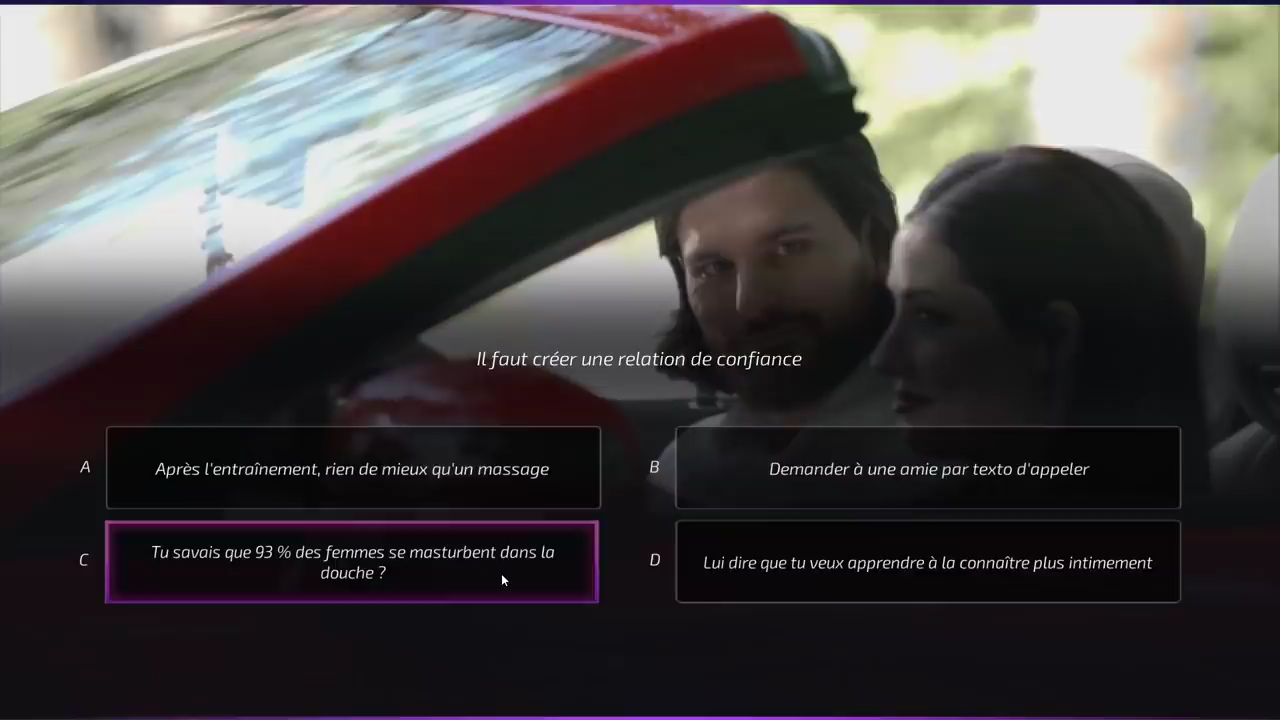 Il faut créer une relation de confiance
A
Après l'entraînement, rien de mieux qu'un massage
B
Demander à une amie par texto d'appeler
C
Tu savais que 93 % des femmes se masturbent dans la
douche ?
D
Lui dire que tu veux apprendre à la connaître plus intimement